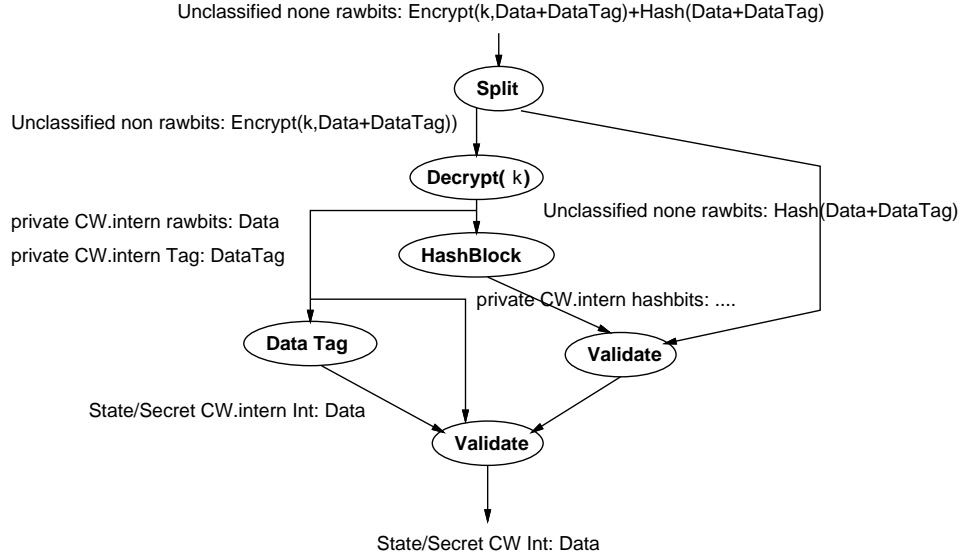 Unclassified none rawbits: Encrypt(k,Data+DataTag)+Hash(Data+DataTag)
Split
Unclassified non rawbits: Encrypt(k,Data+DataTag))
Decrypt( k)
private CW.intern rawbits: Data
Unclassified none rawbits: Hash(Data+DataTag)
private CW.intern Tag: DataTag
HashBlock
private CW.intern hashbits: ....
Data Tag
Validate
State/Secret CW.intern Int: Data
Validate
State/Secret CW Int: Data